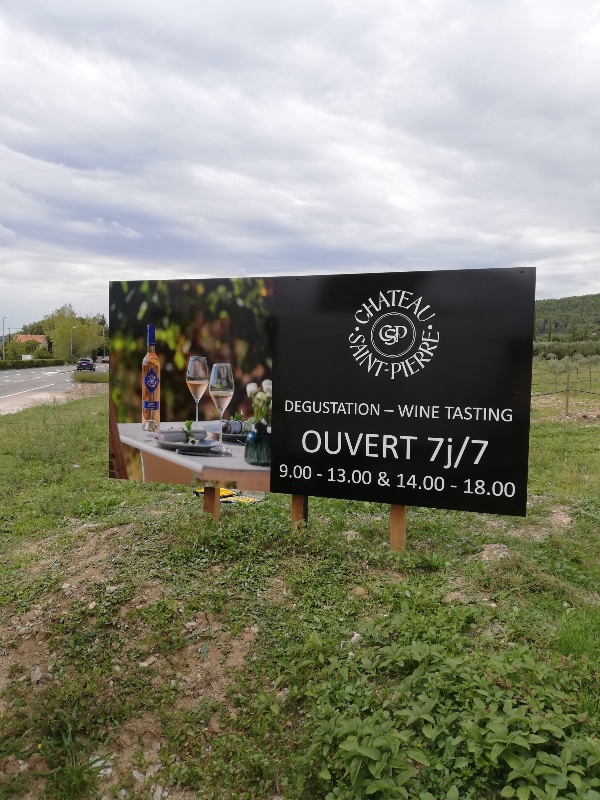 CHATEAU
CSP
SAINT-PIERRE
DEGUSTATION – WINE TASTING
OUVERT 7j/7
9.00 - 13.00 & 14.00 - 18.00